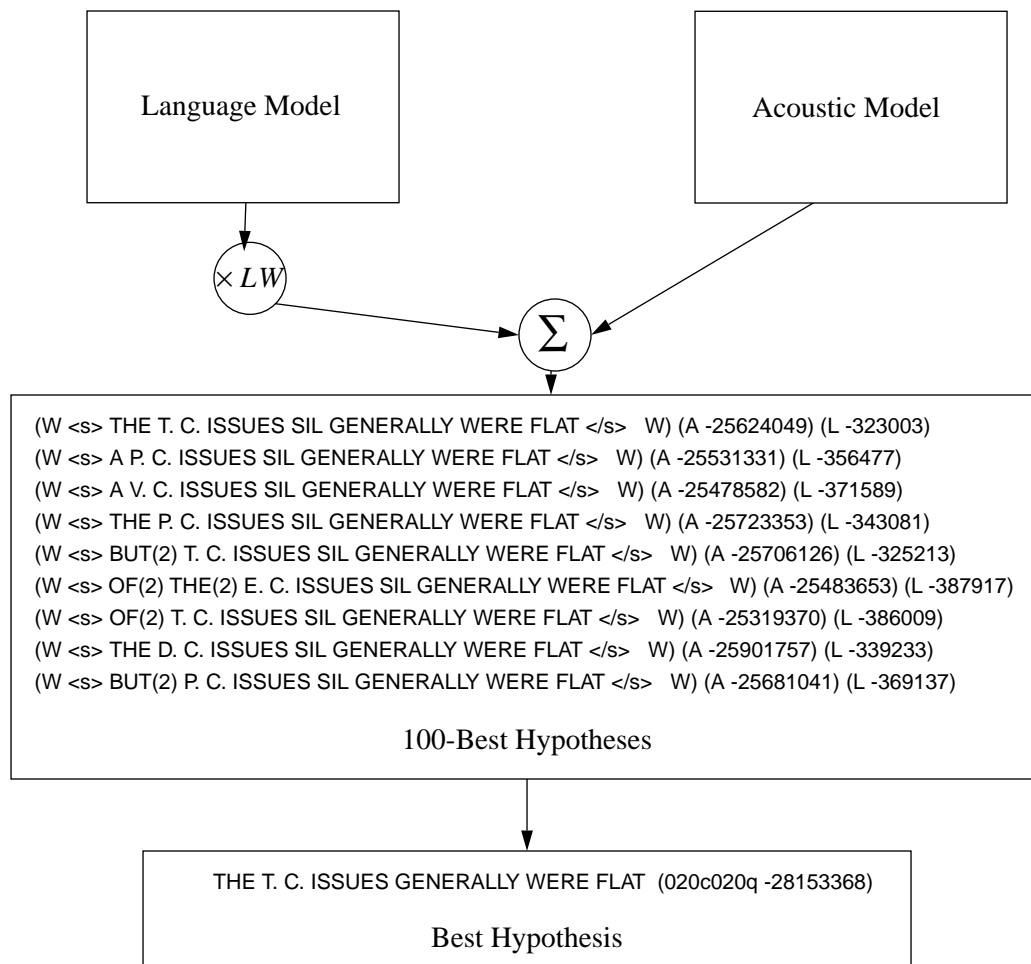 Language Model
Acoustic Model
× LW
Σ
(W <s> THE T. C. ISSUES SIL GENERALLY WERE FLAT </s> W) (A -25624049) (L -323003)
(W <s> A P. C. ISSUES SIL GENERALLY WERE FLAT </s> W) (A -25531331) (L -356477)
(W <s> A V. C. ISSUES SIL GENERALLY WERE FLAT </s> W) (A -25478582) (L -371589)
(W <s> THE P. C. ISSUES SIL GENERALLY WERE FLAT </s> W) (A -25723353) (L -343081)
(W <s> BUT(2) T. C. ISSUES SIL GENERALLY WERE FLAT </s> W) (A -25706126) (L -325213)
(W <s> OF(2) THE(2) E. C. ISSUES SIL GENERALLY WERE FLAT </s> W) (A -25483653) (L -387917)
(W <s> OF(2) T. C. ISSUES SIL GENERALLY WERE FLAT </s> W) (A -25319370) (L -386009)
(W <s> THE D. C. ISSUES SIL GENERALLY WERE FLAT </s> W) (A -25901757) (L -339233)
(W <s> BUT(2) P. C. ISSUES SIL GENERALLY WERE FLAT </s> W) (A -25681041) (L -369137)
100-Best Hypotheses
THE T. C. ISSUES GENERALLY WERE FLAT (020c020q -28153368)
Best Hypothesis